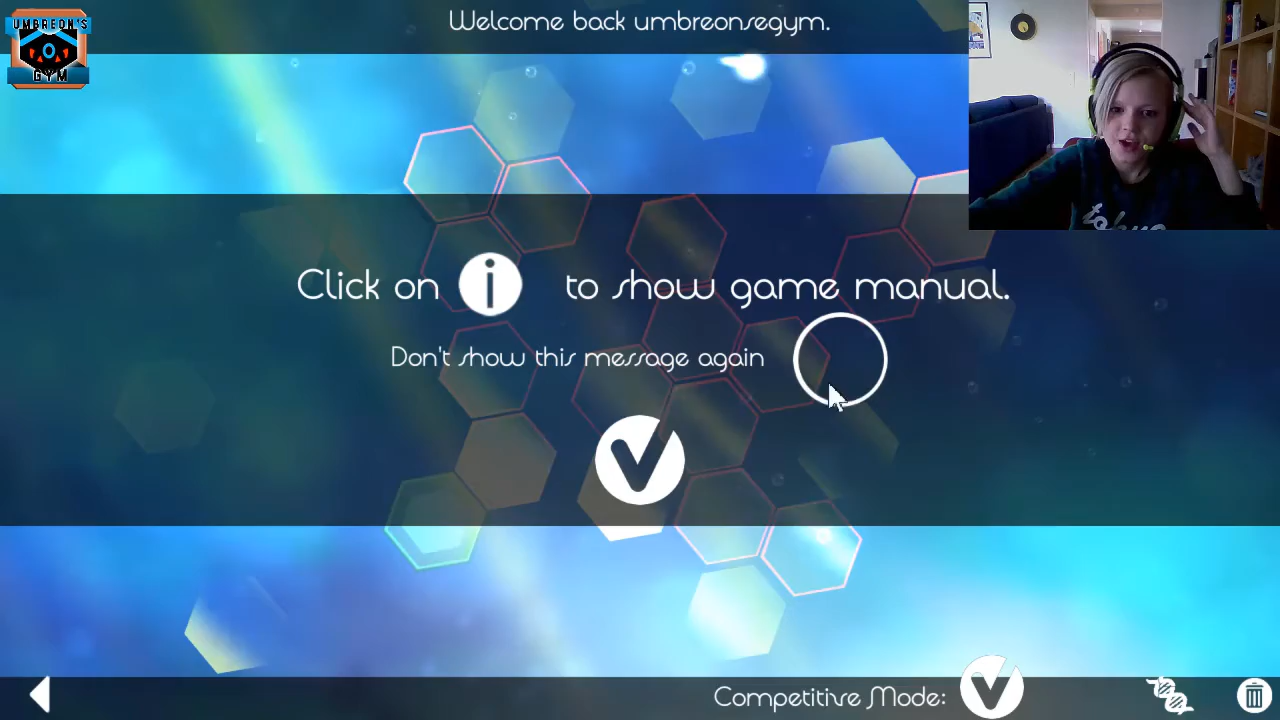 Welcome back umbreonsegym.
UMBREON'S
GYM
Click on i to show game manual.
Don't show this message again
Competitive Mode: